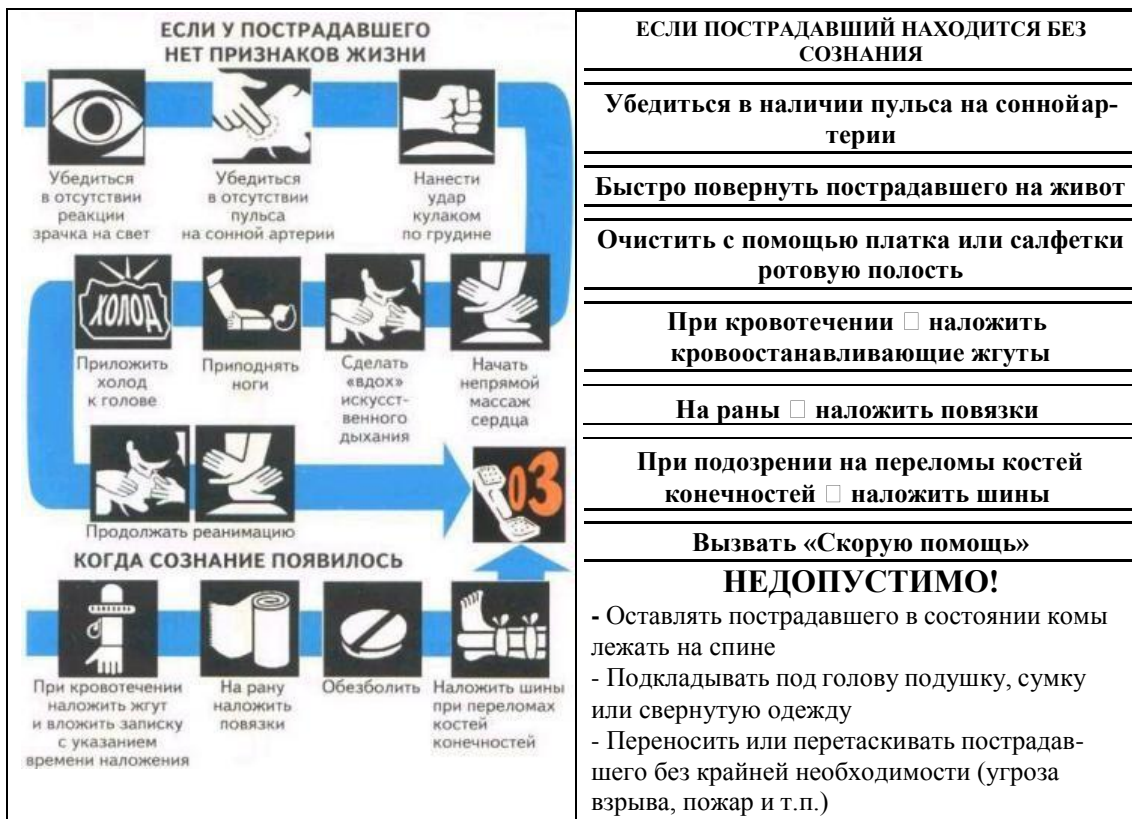 ЕСЛИ У ПОСТРАДАВШЕГО
НЕТ ПРИЗНАКОВ ЖИЗНИ
Убедиться
в отсутствии
реакции
зрачка на свет
Убедиться
в отсутствии
пульса
на сонной артерии
Нанести
удар
кулаком
по грудине
ХОЛОД
Приложить
холод
к голове
Приподнять
ноги
Сделать
«вдох»
искусст-
венного
дыхания
Начать
непрямой
массаж
сердца
Продолжать реанимацию
03
КОГДА СОЗНАНИЕ ПОЯВИЛОСЬ
При кровотечении
наложить жгут
и вложить записку
с указанием
времени наложения
На рану
наложить
повязки
Обезболить
Наложить шины
при переломах
костей
конечностей
ЕСЛИ ПОСТРАДАВШИЙ НАХОДИТСЯ БЕЗ
СОЗНАНИЯ
Убедиться в наличии пульса на соннойар-
терии
Быстро повернуть пострадавшего на живот
Очистить с помощью платка или салфетки
ротовую полость
При кровотечении □ наложить
кровоостанавливающие жгуты
На раны □ наложить повязки
При подозрении на переломы костей
конечностей □ наложить шины
Вызвать «Скорую помощь»
НЕДОПУСТИМО!
- Оставлять пострадавшего в состоянии комы
лежать на спине
- Подкладывать под голову подушку, сумку
или свернутую одежду
- Переносить или перетаскивать пострадав-
шего без крайней необходимости (угроза
взрыва, пожар и т.п.)